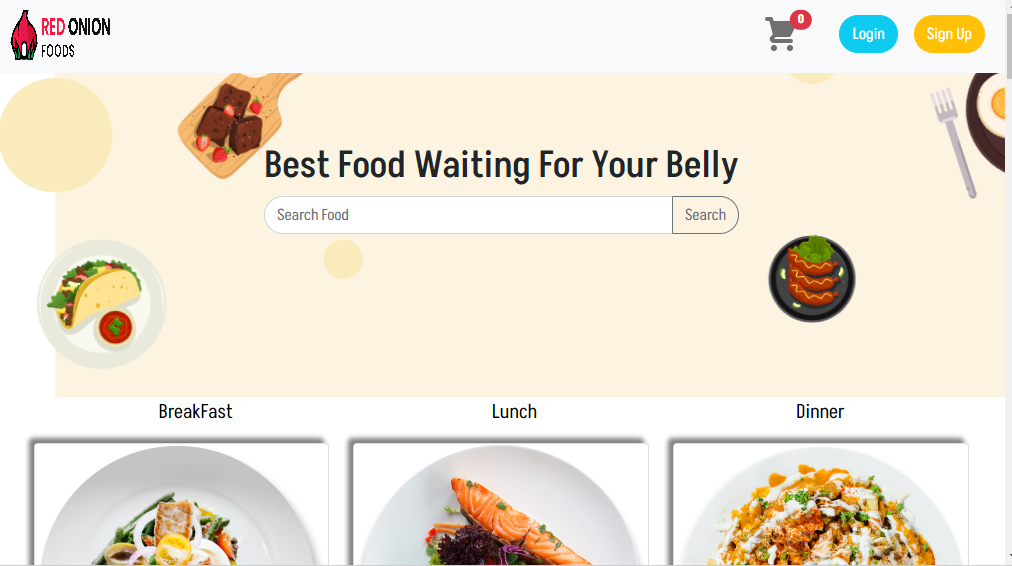 RED ONION
FOODS
0
Login
Sign Up
Best Food Waiting For Your Belly
Search Food
Search
BreakFast
Lunch
Dinner